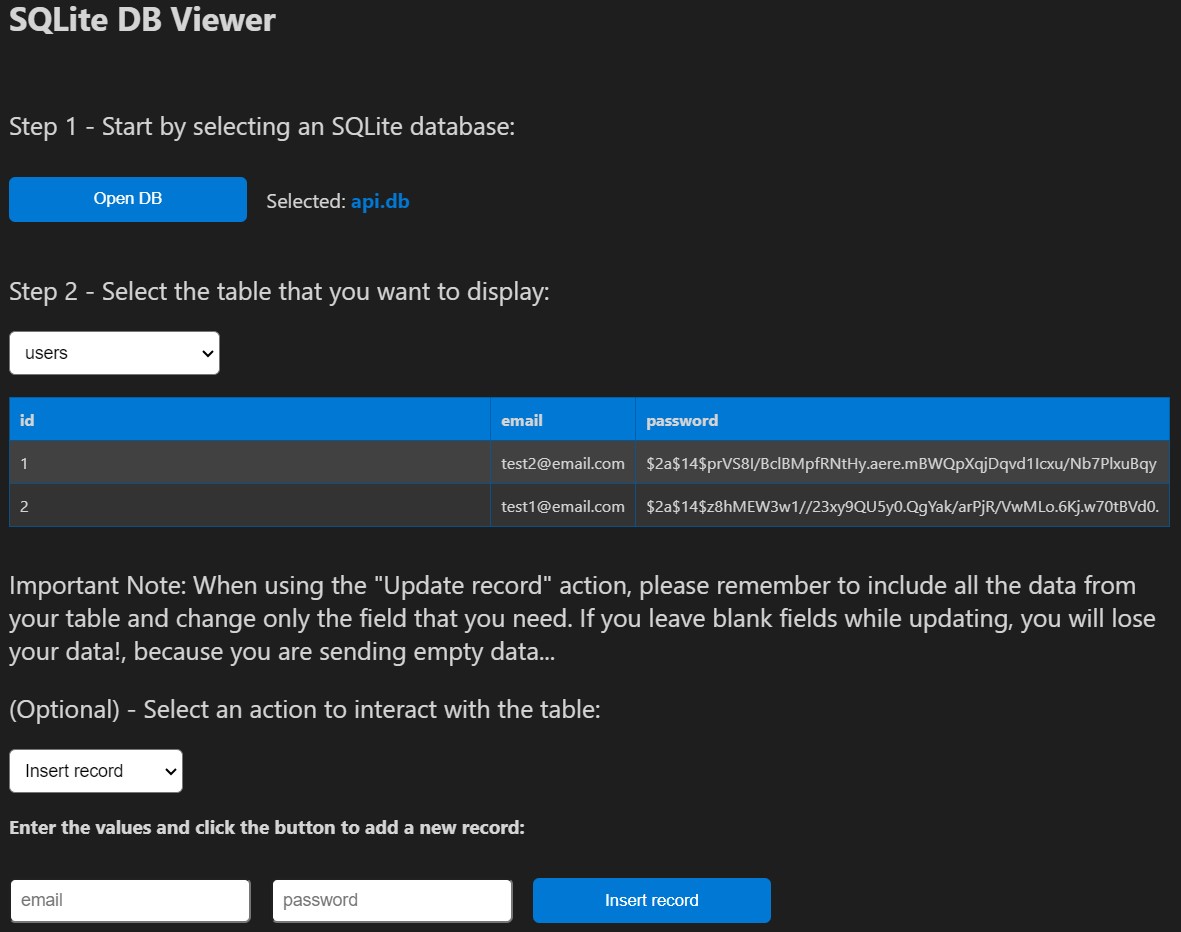 SQLite DB Viewer
Step 1 - Start by selecting an SQLite database:
Open DB Selected: api.db
Step 2 - Select the table that you want to display:
users
id email password
1 test2@email.com $2a$14$prVS8I/BclBMpfRNtHy.aere.mBWQpXqjDqvd1Icxu/Nb7PlxuBqy
2 test1@email.com $2a$14$z8hMEW3w1//23xy9QU5y0.QgYak/arPjR/VwMLo.6Kj.w70tBVd0.
Important Note: When using the "Update record" action, please remember to include all the data from
your table and change only the field that you need. If you leave blank fields while updating, you will lose
your data!, because you are sending empty data...
(Optional) - Select an action to interact with the table:
Insert record
Enter the values and click the button to add a new record:
email password Insert record